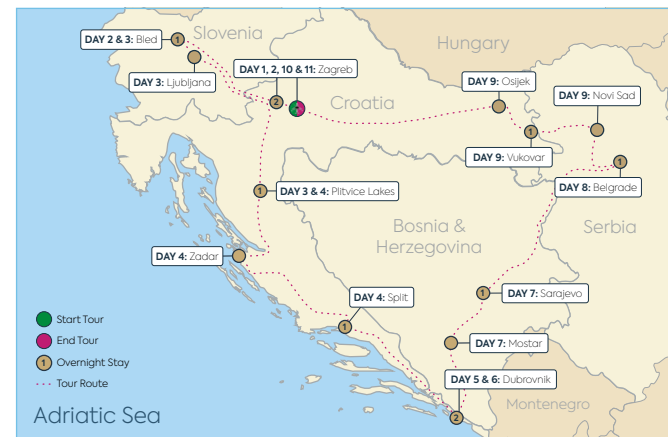 Slovenia
Hungary
DAY 2 & 3: Bled
DAY 3: Ljubljana
DAY 1, 2, 10 & 11: Zagreb
2
1
Croatia
DAY 9: Osijek
DAY 9: Novi Sad
1
DAY 9: Vukovar
1
DAY 8: Belgrade
1
DAY 3 & 4: Plitvice Lakes
Bosnia &
Herzegovina
Serbia
DAY 4: Zadar
DAY 4: Split
1
1
DAY 7: Sarajevo
DAY 7: Mostar
DAY 5 & 6: Dubrovnik
2
Montenegro
Start Tour
End Tour
1 Overnight Stay
Tour Route
Adriatic Sea